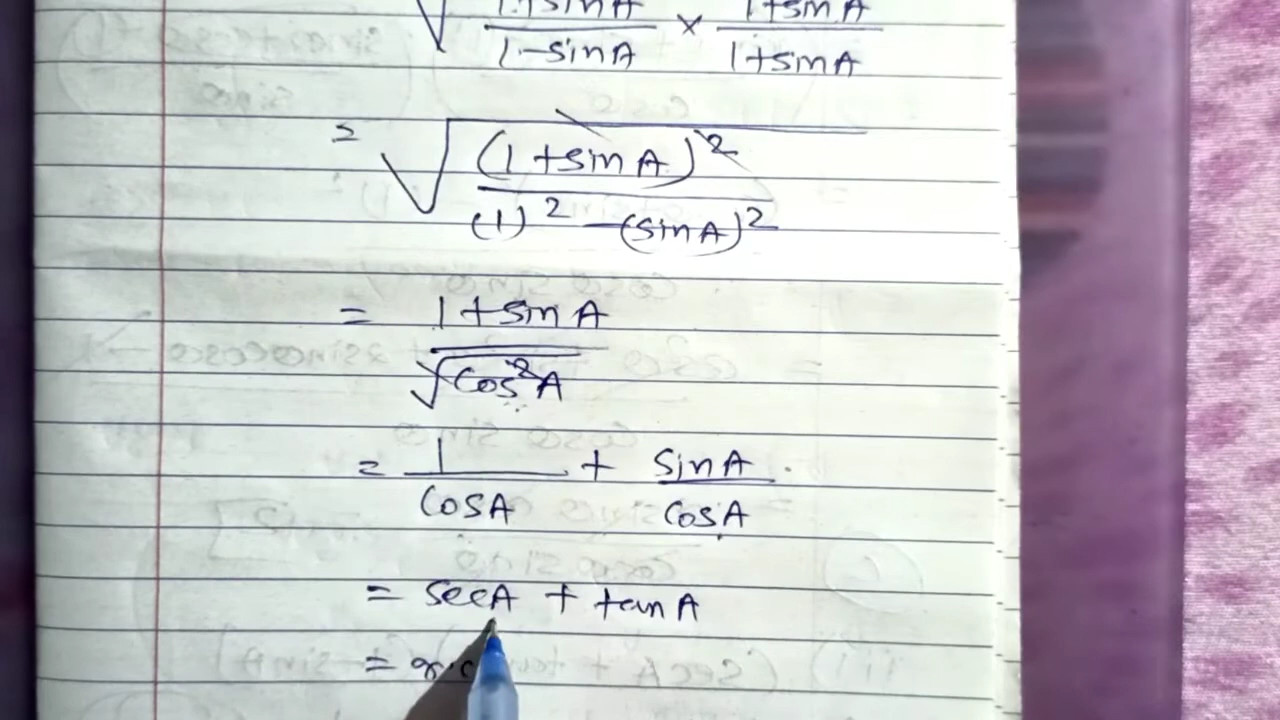 √ 1+sinA / 1-sinA × 1+sinA / 1+sinA
= √ (1+sinA)² / (1)² - (sinA)²
= 1+sinA / √cos²A
= 1 / cosA + sinA / cosA
= secA + tanA
=